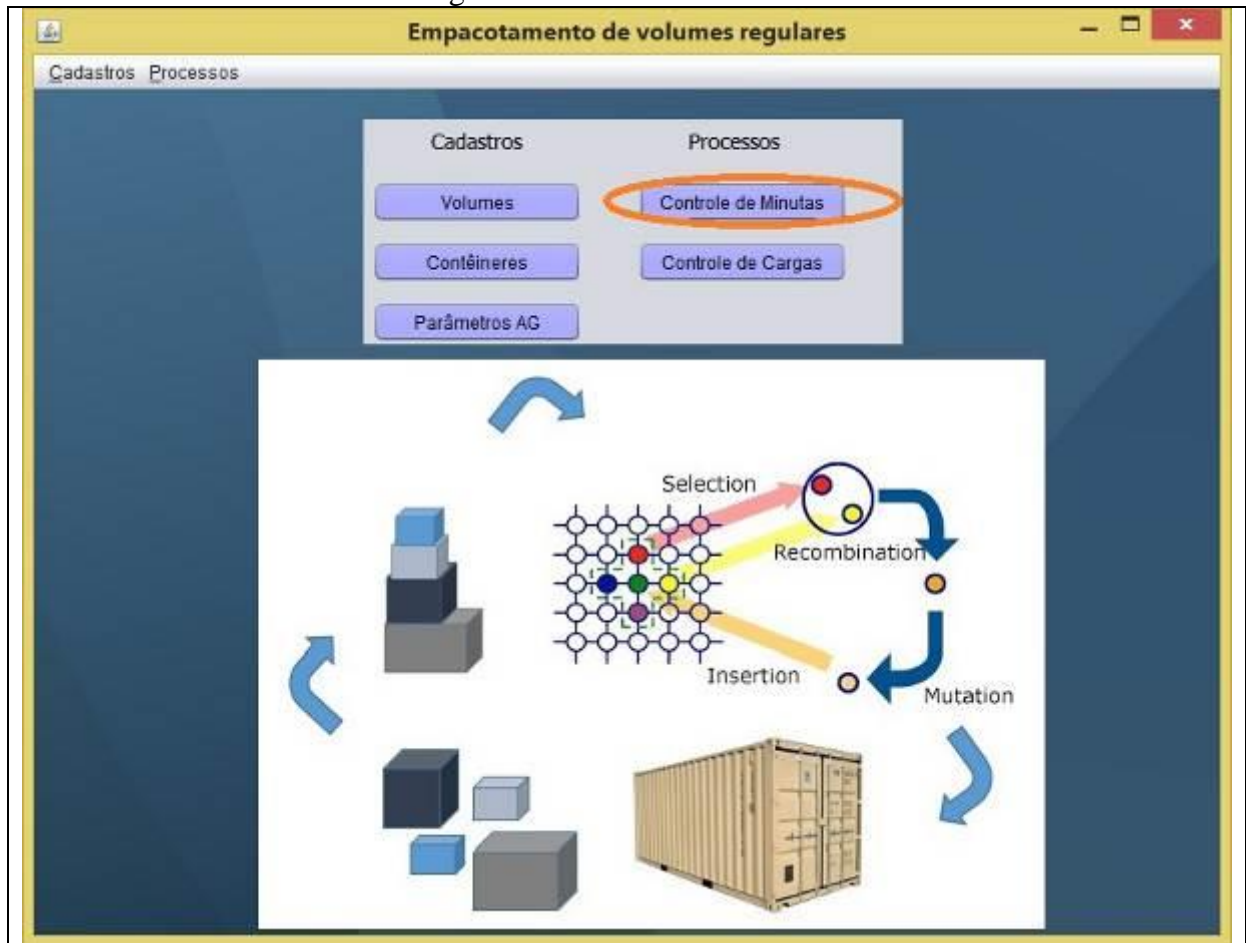 Empacotamento de volumes regulares
Cadastros Processos
Cadastros Processos
Volumes Controle de Minutas
Contêineres Controle de Cargas
Parâmetros AG
Selection
Recombination
Insertion
Mutation